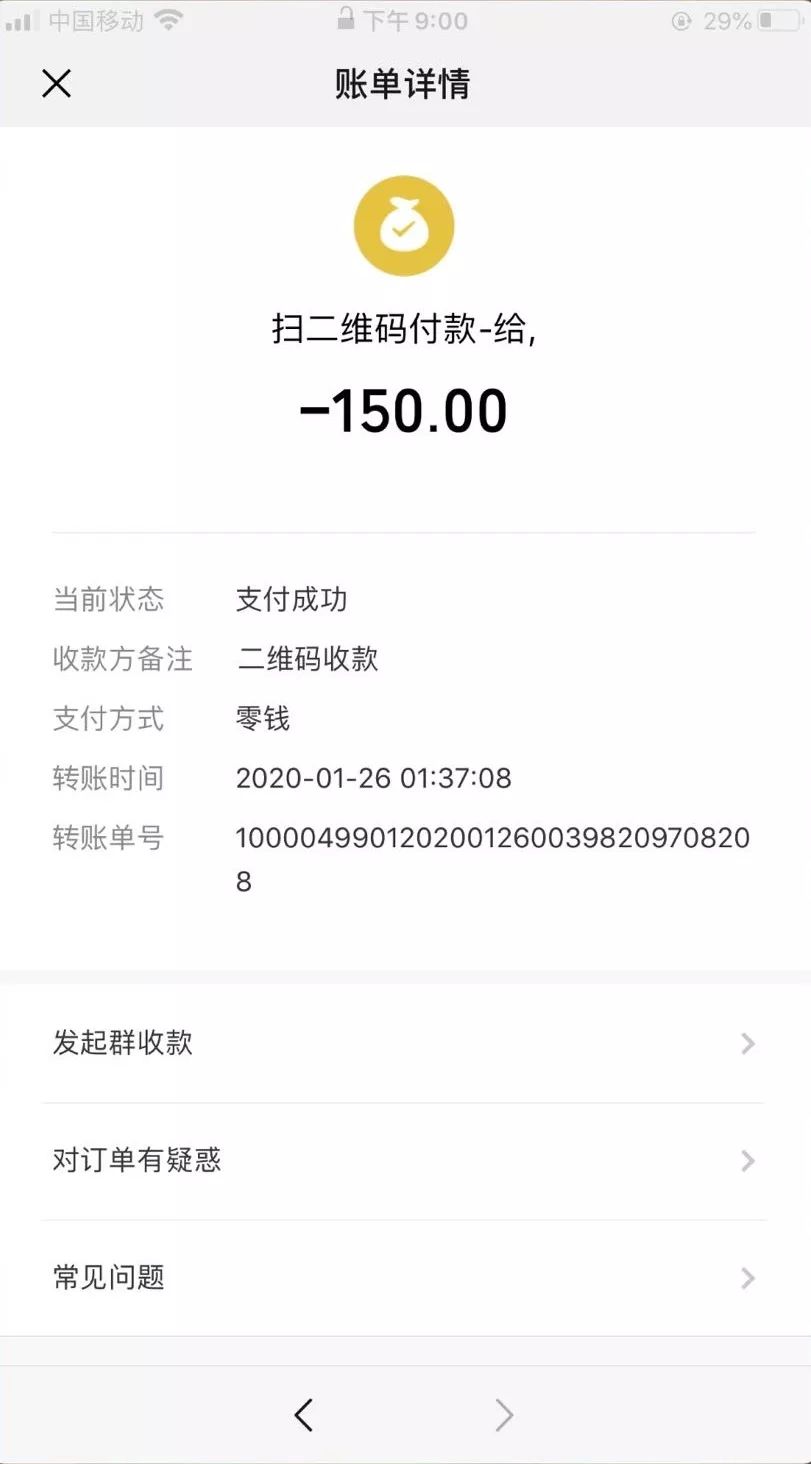 中国移动 下午9:00 29%
账单详情
扫二维码付款-给,
-150.00
当前状态 支付成功
收款方备注 二维码收款
支付方式 零钱
转账时间 2020-01-26 01:37:08
转账单号 1000049901202001260039820970820
8
发起群收款
对订单有疑惑
常见问题